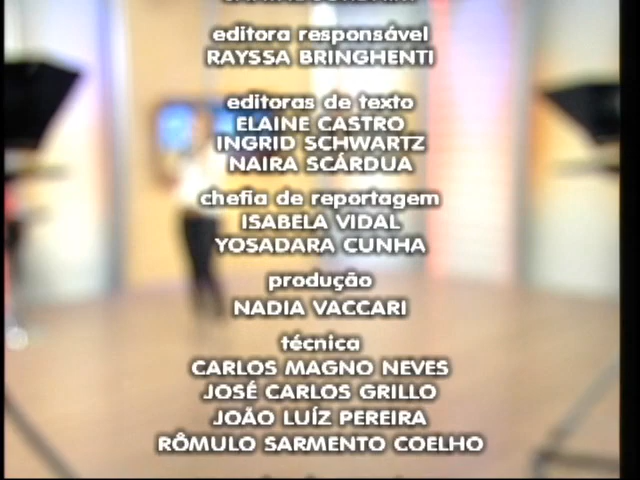 editora responsável
RAYSSA BRINGHENTI
editoras de texto
ELAINE CASTRO
INGRID SCHWARTZ
NAIRA SCÁRDUA
chefia de reportagem
ISABELA VIDAL
YOSADARA CUNHA
produção
NADIA VACCARI
técnica
CARLOS MAGNO NEVES
JOSÉ CARLOS GRILLO
JOÃO LUÍZ PEREIRA
RÔMULO SARMENTO COELHO